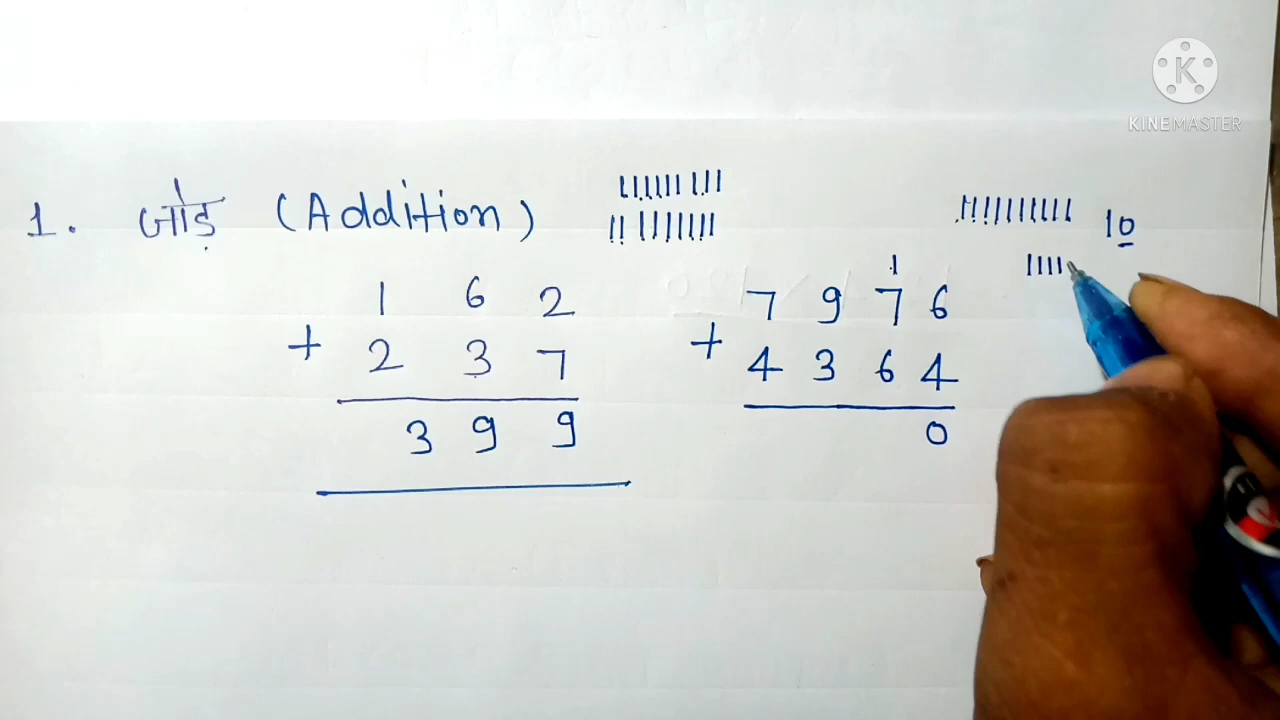 K
KINEMASTER
1. जोड़ (Addition)
10
1 6 2
+ 2 3 7
3 9 9
1
7 9 7 6
+ 4 3 6 4
0